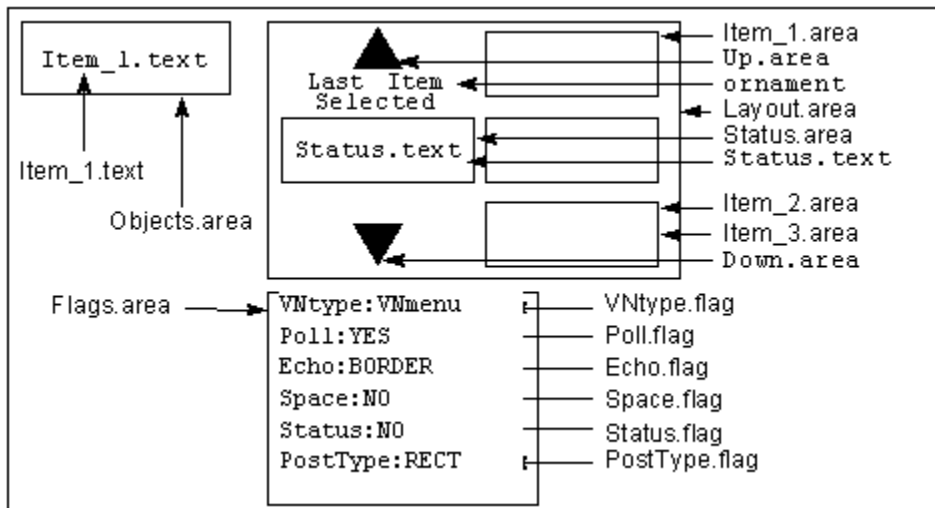 Item_1.text
Item_1.text
Objects.area
Last Item
Selected
Status.text
Item_1.area
Up.area
ornament
Layout.area
Status.area
Status.text
Item_2.area
Item_3.area
Down.area
Flags.area
VNtype:VNmenu
Poll:YES
Echo:BORDER
Space:NO
Status:NO
PostType:RECT
VNtype.flag
Poll.flag
Echo.flag
Space.flag
Status.flag
PostType.flag